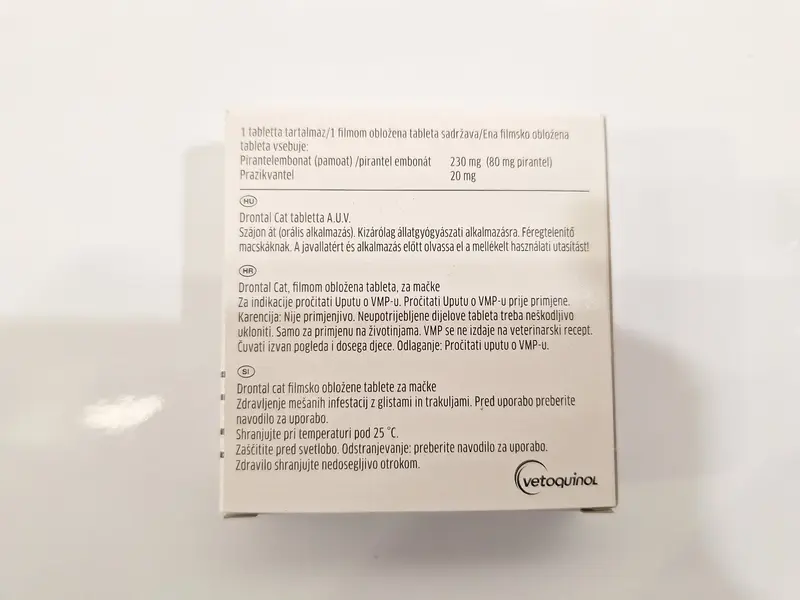 1 tabletta tartalmaz/1 filmom obložena tableta sadržava/Ena filmsko obložena
tableta vsebuje:
Pirantelembonat (pamoat) /pirantel embonát 230 mg (80 mg pirantel)
Prazikvantel 20 mg
HU
Drontal Cat tabletta A.U.V.
Szájon át (orális alkalmazás). Kizárólag állatgyógyászati alkalmazásra. Féregtelenítő
macskáknak. A javallatért és alkalmazás előtt olvassa el a mellékelt használati utasítást!
HR
Drontal Cat, filmom obložena tableta, za mačke
Za indikacije pročitati Uputu o VMP-u. Pročitati Uputu o VMP-u prije primjene.
Karencija: Nije primjenjivo. Neupotrijebljene dijelove tableta treba neškodljivo
ukloniti. Samo za primjenu na životinjama. VMP se ne izdaje na veterinarski recept.
Čuvati izvan pogleda i dosega djece. Odlaganje: Pročitati uputu o VMP-u.
SI
Drontal cat filmsko obložene tablete za mačke
Zdravljenje mešanih infestacij z glistami in trakuljami. Pred uporabo preberite
navodilo za uporabo.
Shranjujte pri temperaturi pod 25 °C.
Zaščitite pred svetlobo. Odstranjevanje: preberite navodilo za uporabo.
Zdravilo shranjujte nedosegljivo otrokom.
vetoquinol